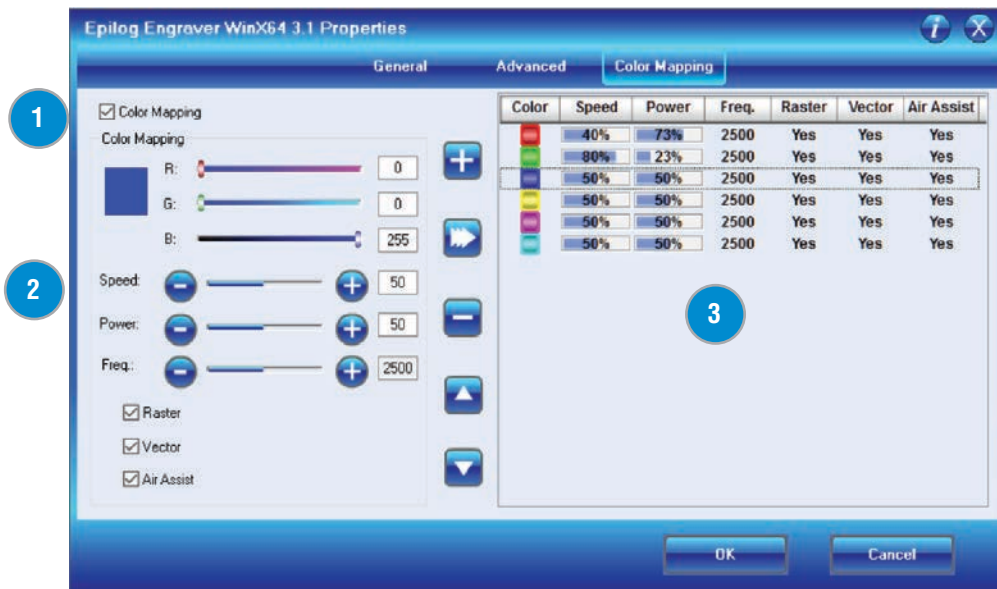 Epilog Engraver WinX64 3.1 Properties
i X
General Advanced Color Mapping
1
Color Mapping
Color Mapping
R: 0
G: 0
B: 255
2
Speed: 50
Power: 50
Freq.: 2500
Raster
Vector
Air Assist
Color Speed Power Freq. Raster Vector Air Assist
40% 73% 2500 Yes Yes Yes
80% 23% 2500 Yes Yes Yes
50% 50% 2500 Yes Yes Yes
50% 50% 2500 Yes Yes Yes
50% 50% 2500 Yes Yes Yes
50% 50% 2500 Yes Yes Yes
3
OK Cancel